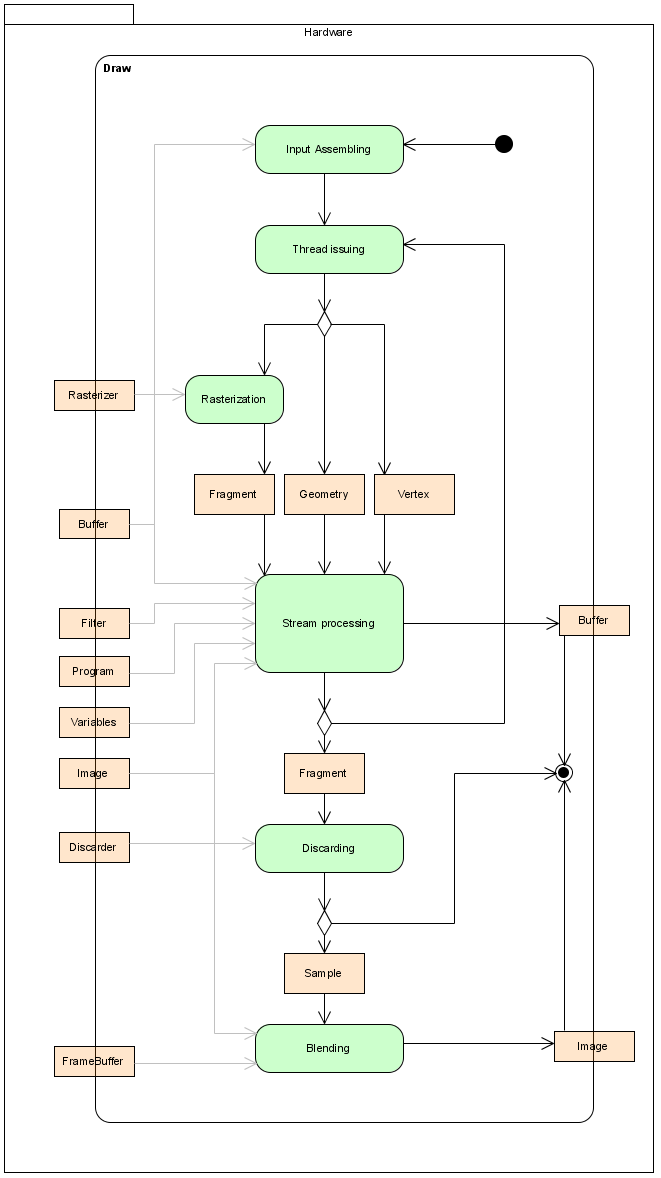 Hardware
Draw
Input Assembling
Thread issuing
Rasterizer
Rasterization
Fragment
Geometry
Vertex
Buffer
Filter
Stream processing
Buffer
Program
Variables
Image
Fragment
Discarder
Discarding
Sample
FrameBuffer
Blending
Image